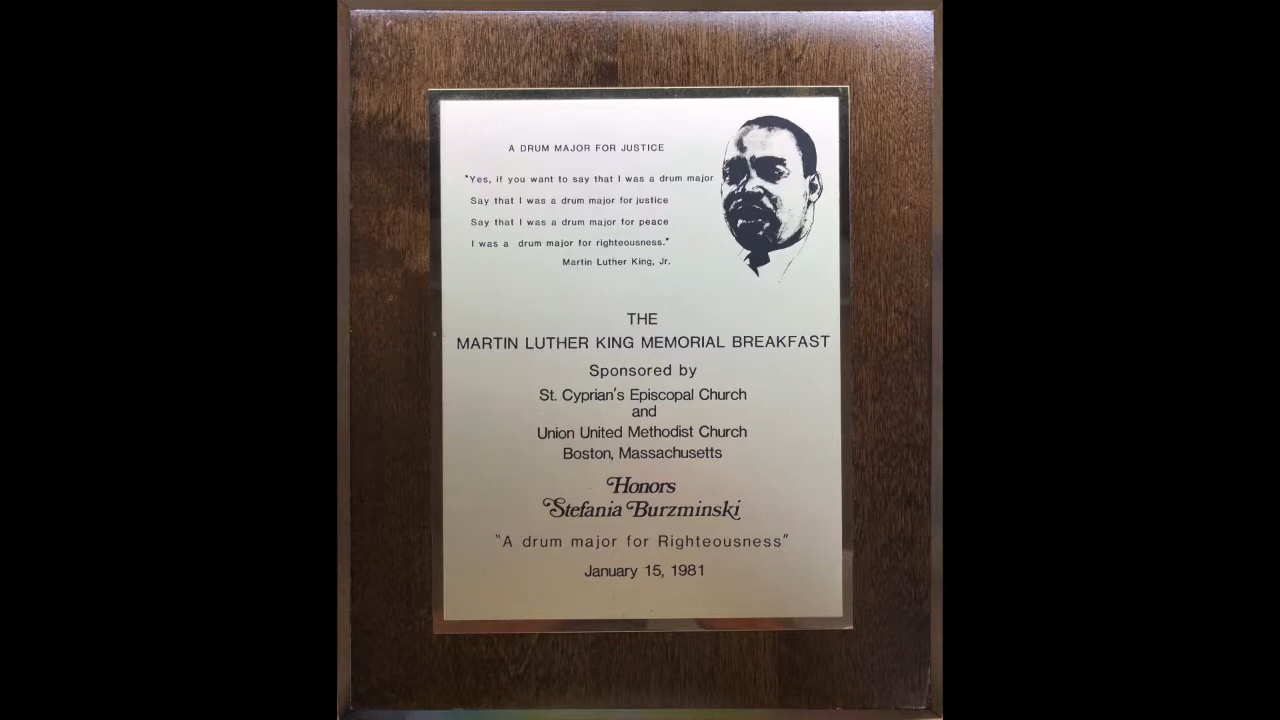 A DRUM MAJOR FOR JUSTICE
"Yes, if you want to say that I was a drum major
Say that I was a drum major for justice
Say that I was a drum major for peace
I was a drum major for righteousness."
Martin Luther King, Jr.
THE
MARTIN LUTHER KING MEMORIAL BREAKFAST
Sponsored by
St. Cyprian's Episcopal Church
and
Union United Methodist Church
Boston, Massachusetts
Honors
Stefania Burzminski
"A drum major for Righteousness"
January 15, 1981